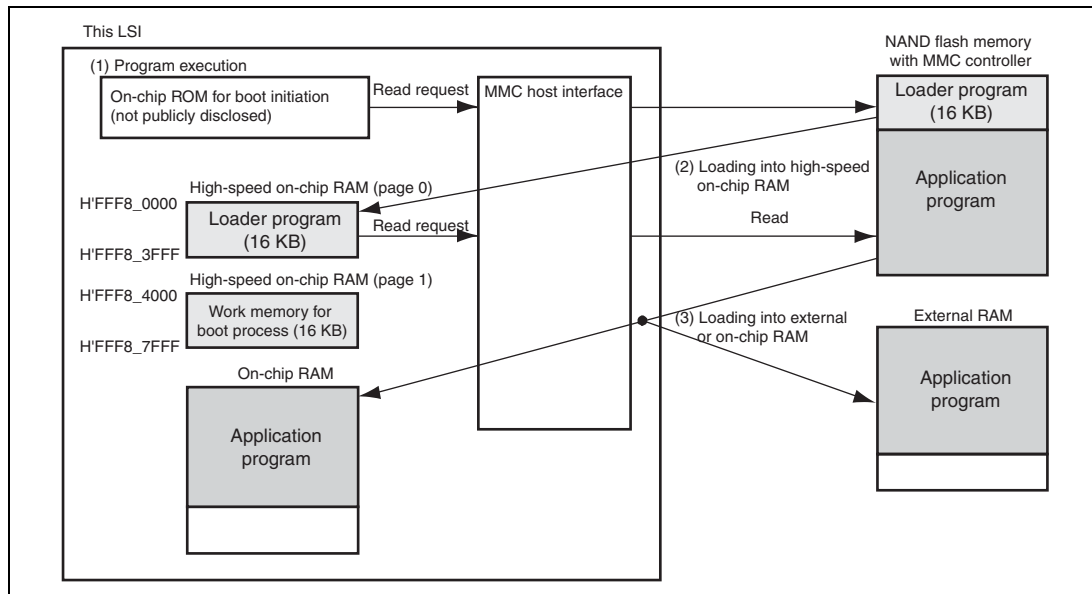 This LSI
(1) Program execution
On-chip ROM for boot initiation
(not publicly disclosed)
Read request
MMC host interface
NAND flash memory
with MMC controller
Loader program
(16 KB)
(2) Loading into high-speed
on-chip RAM
Application
program
High-speed on-chip RAM (page 0)
H'FFF8_0000
Loader program
(16 KB)
H'FFF8_3FFF
Read request
Read
High-speed on-chip RAM (page 1)
H'FFF8_4000
Work memory for
boot process (16 KB)
H'FFF8_7FFF
(3) Loading into external
or on-chip RAM
On-chip RAM
Application
program
External RAM
Application
program